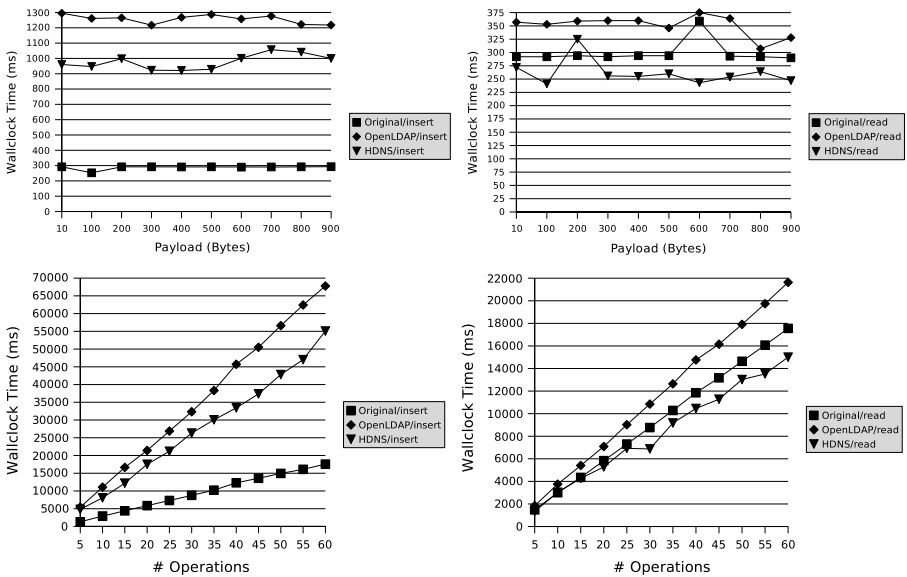 1300
1200
1100
1000
900
800
700
600
500
400
300
200
100
0
Wallclock Time (ms)
10 100 200 300 400 500 600 700 800 900
Payload (Bytes)
Original/insert
OpenLDAP/insert
HDNS/insert
375
350
325
300
275
250
225
200
175
150
125
100
75
50
25
0
Wallclock Time (ms)
10 100 200 300 400 500 600 700 800 900
Payload (Bytes)
Original/read
OpenLDAP/read
HDNS/read
70000
65000
60000
55000
50000
45000
40000
35000
30000
25000
20000
15000
10000
5000
0
Wallclock Time (ms)
5 10 15 20 25 30 35 40 45 50 55 60
# Operations
Original/insert
OpenLDAP/insert
HDNS/insert
22000
20000
18000
16000
14000
12000
10000
8000
6000
4000
2000
0
Wallclock Time (ms)
5 10 15 20 25 30 35 40 45 50 55 60
# Operations
Original/read
OpenLDAP/read
HDNS/read